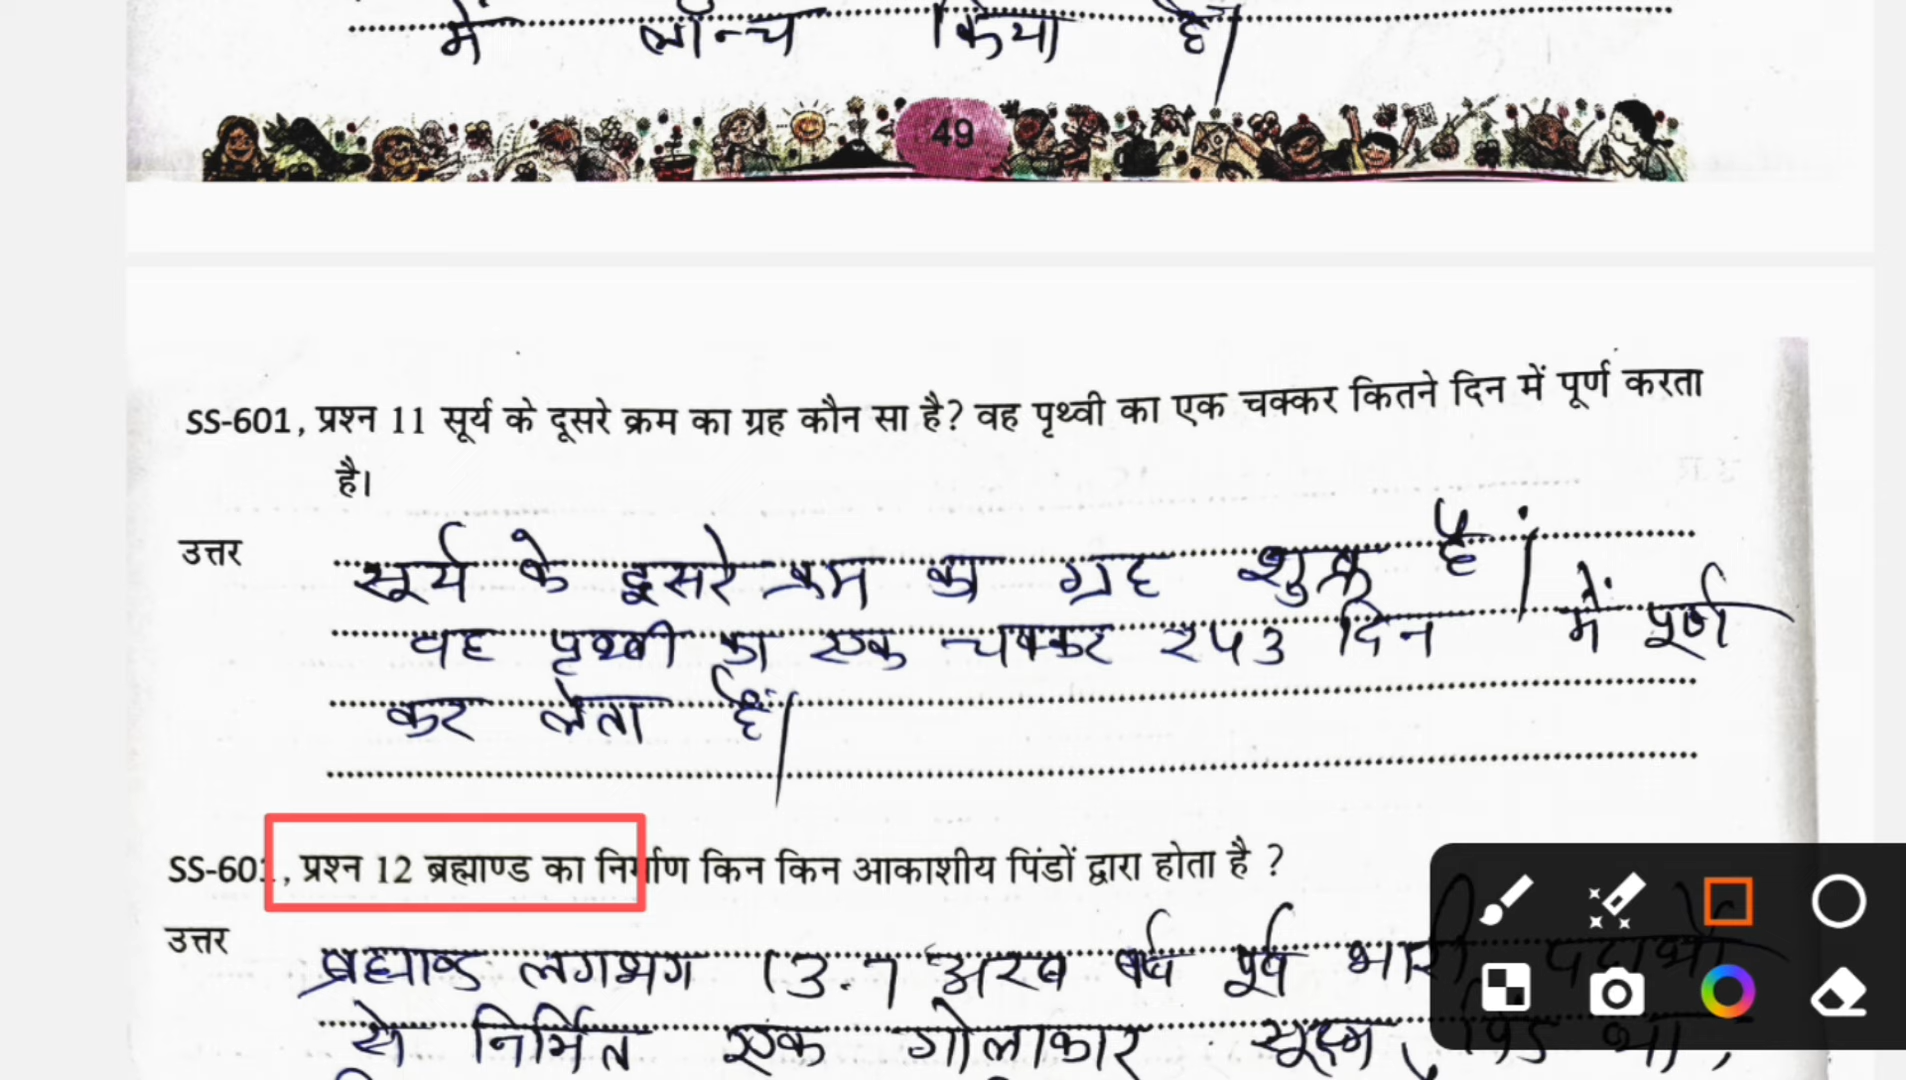 में लॉन्च किया है।
49
SS-601, प्रश्न 11 सूर्य के दूसरे क्रम का ग्रह कौन सा है? वह पृथ्वी का एक चक्कर कितने दिन में पूर्ण करता
है।
उत्तर
सूर्य के दूसरे क्रम का ग्रह शुक्र है।
वह पृथ्वी का एक चक्कर 243 दिन में पूर्ण
कर लेता है।
SS-601, प्रश्न 12 ब्रह्माण्ड का निर्माण किन किन आकाशीय पिंडों द्वारा होता है ?
उत्तर
ब्रह्माण्ड लगभग 13.7 अरब वर्ष पूर्व भारी पदार्थो
से निर्मित एक गोलाकार सूक्ष्म पिंड था,